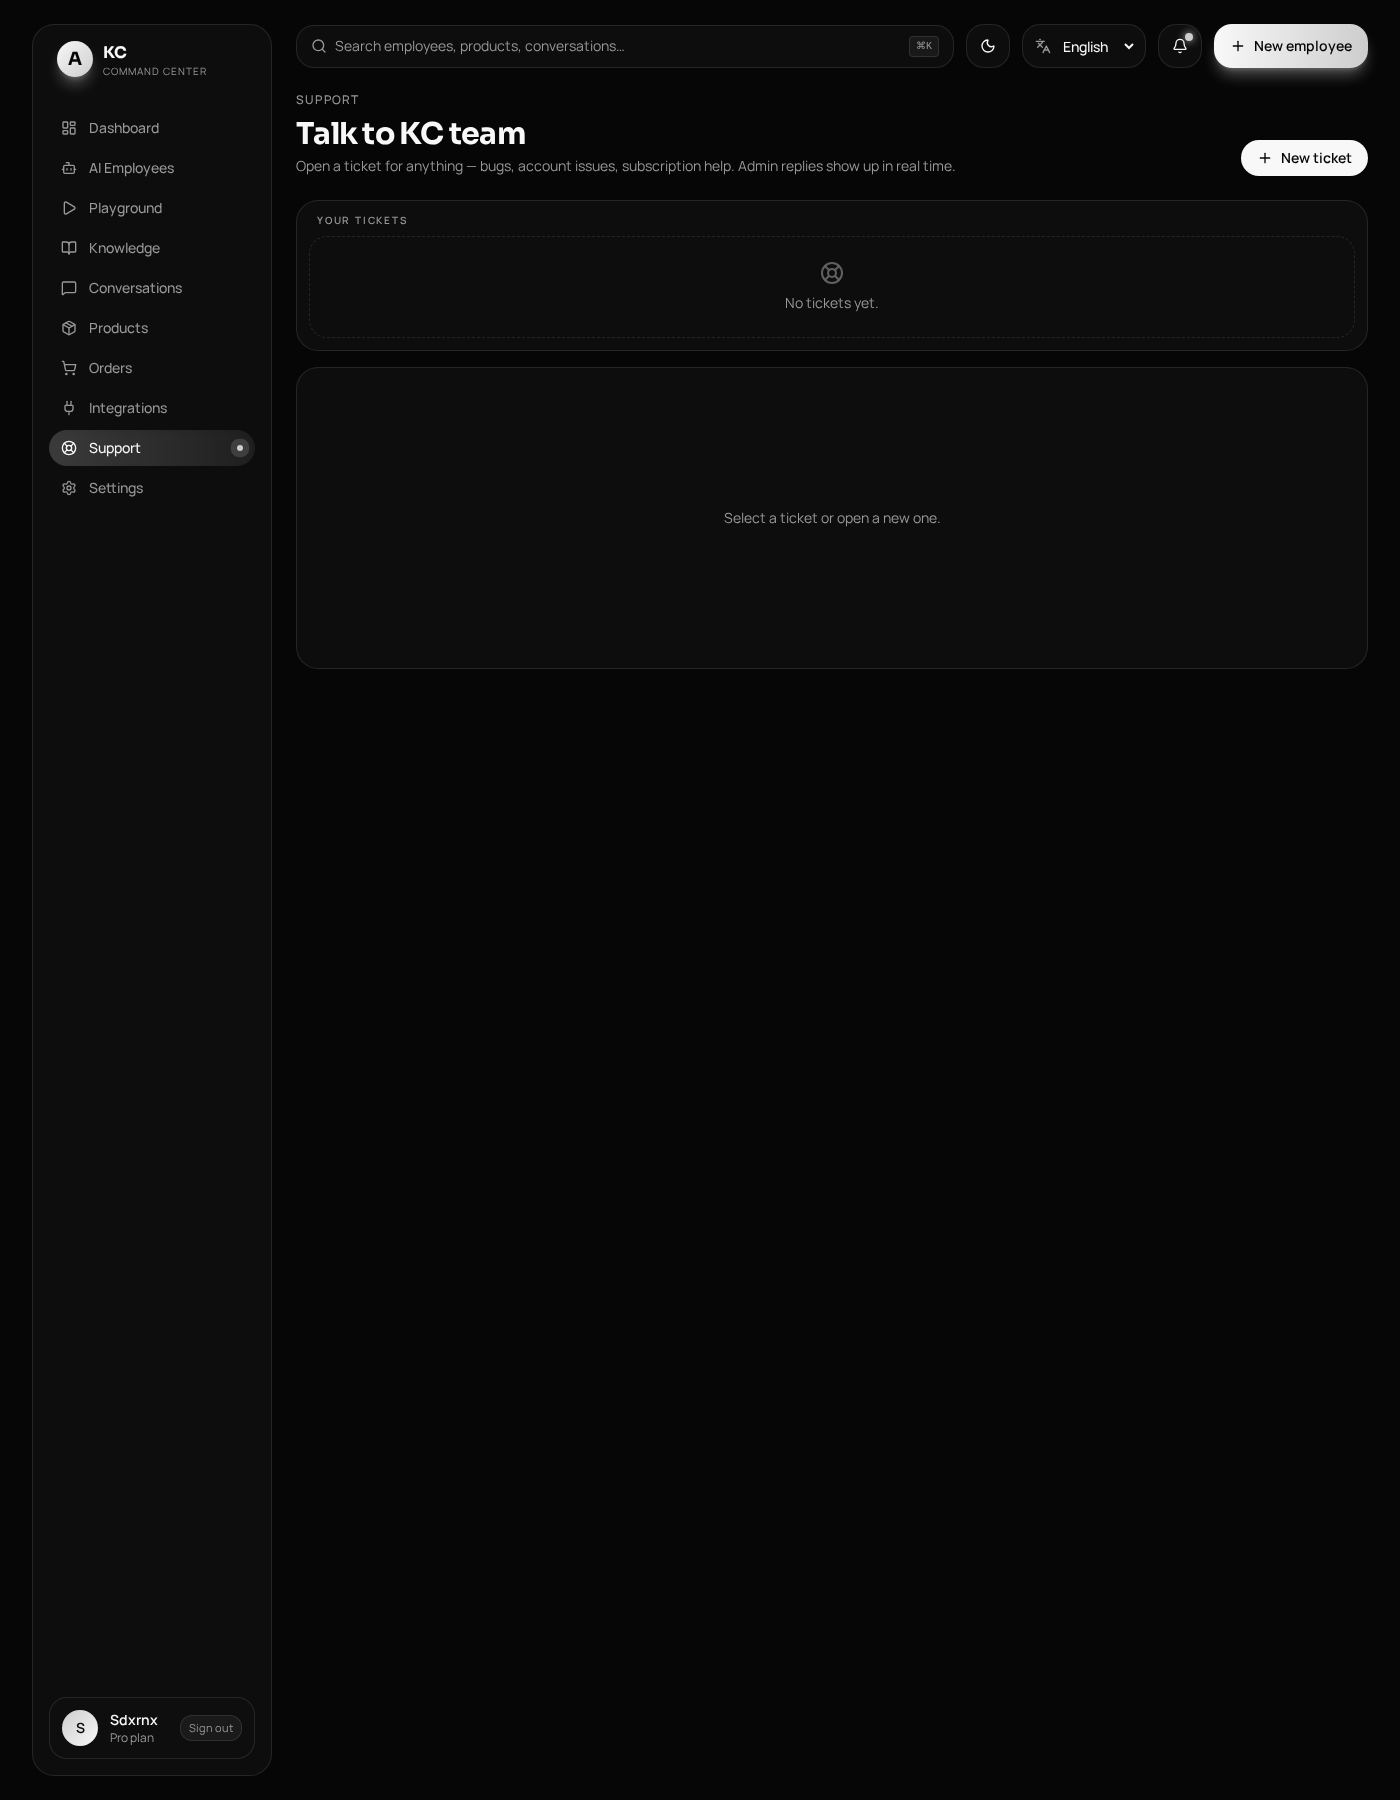 A
KC
COMMAND CENTER
Dashboard
AI Employees
Playground
Knowledge
Conversations
Products
Orders
Integrations
Support
Settings
S
Sdxrnx
Pro plan
Sign out
Search employees, products, conversations...
⌘K
English
New employee
SUPPORT
Talk to KC team
Open a ticket for anything — bugs, account issues, subscription help. Admin replies show up in real time.
New ticket
YOUR TICKETS
No tickets yet.
Select a ticket or open a new one.